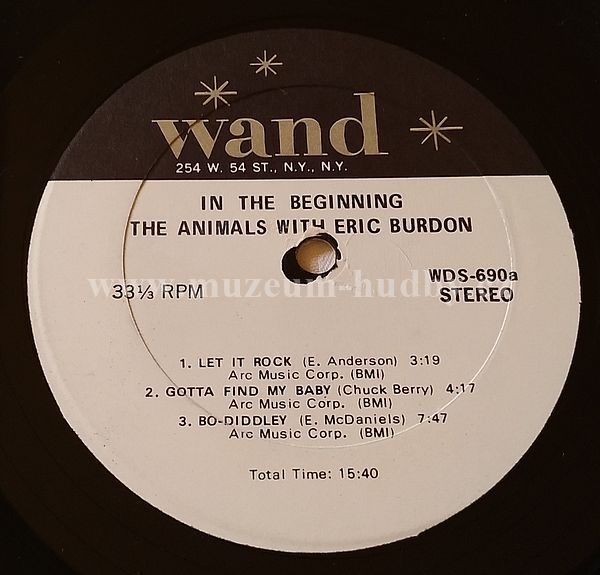 wand
254 W. 54 ST., N.Y., N.Y.
IN THE BEGINNING
THE ANIMALS WITH ERIC BURDON
WDS-690a
33⅓ RPM
STEREO
1. LET IT ROCK (E. Anderson) 3:19
Arc Music Corp. (BMI)
2. GOTTA FIND MY BABY (Chuck Berry) 4:17
Arc Music Corp. (BMI)
3. BO-DIDDLEY (E. McDaniels) 7:47
Arc Music Corp. (BMI)
Total Time: 15:40